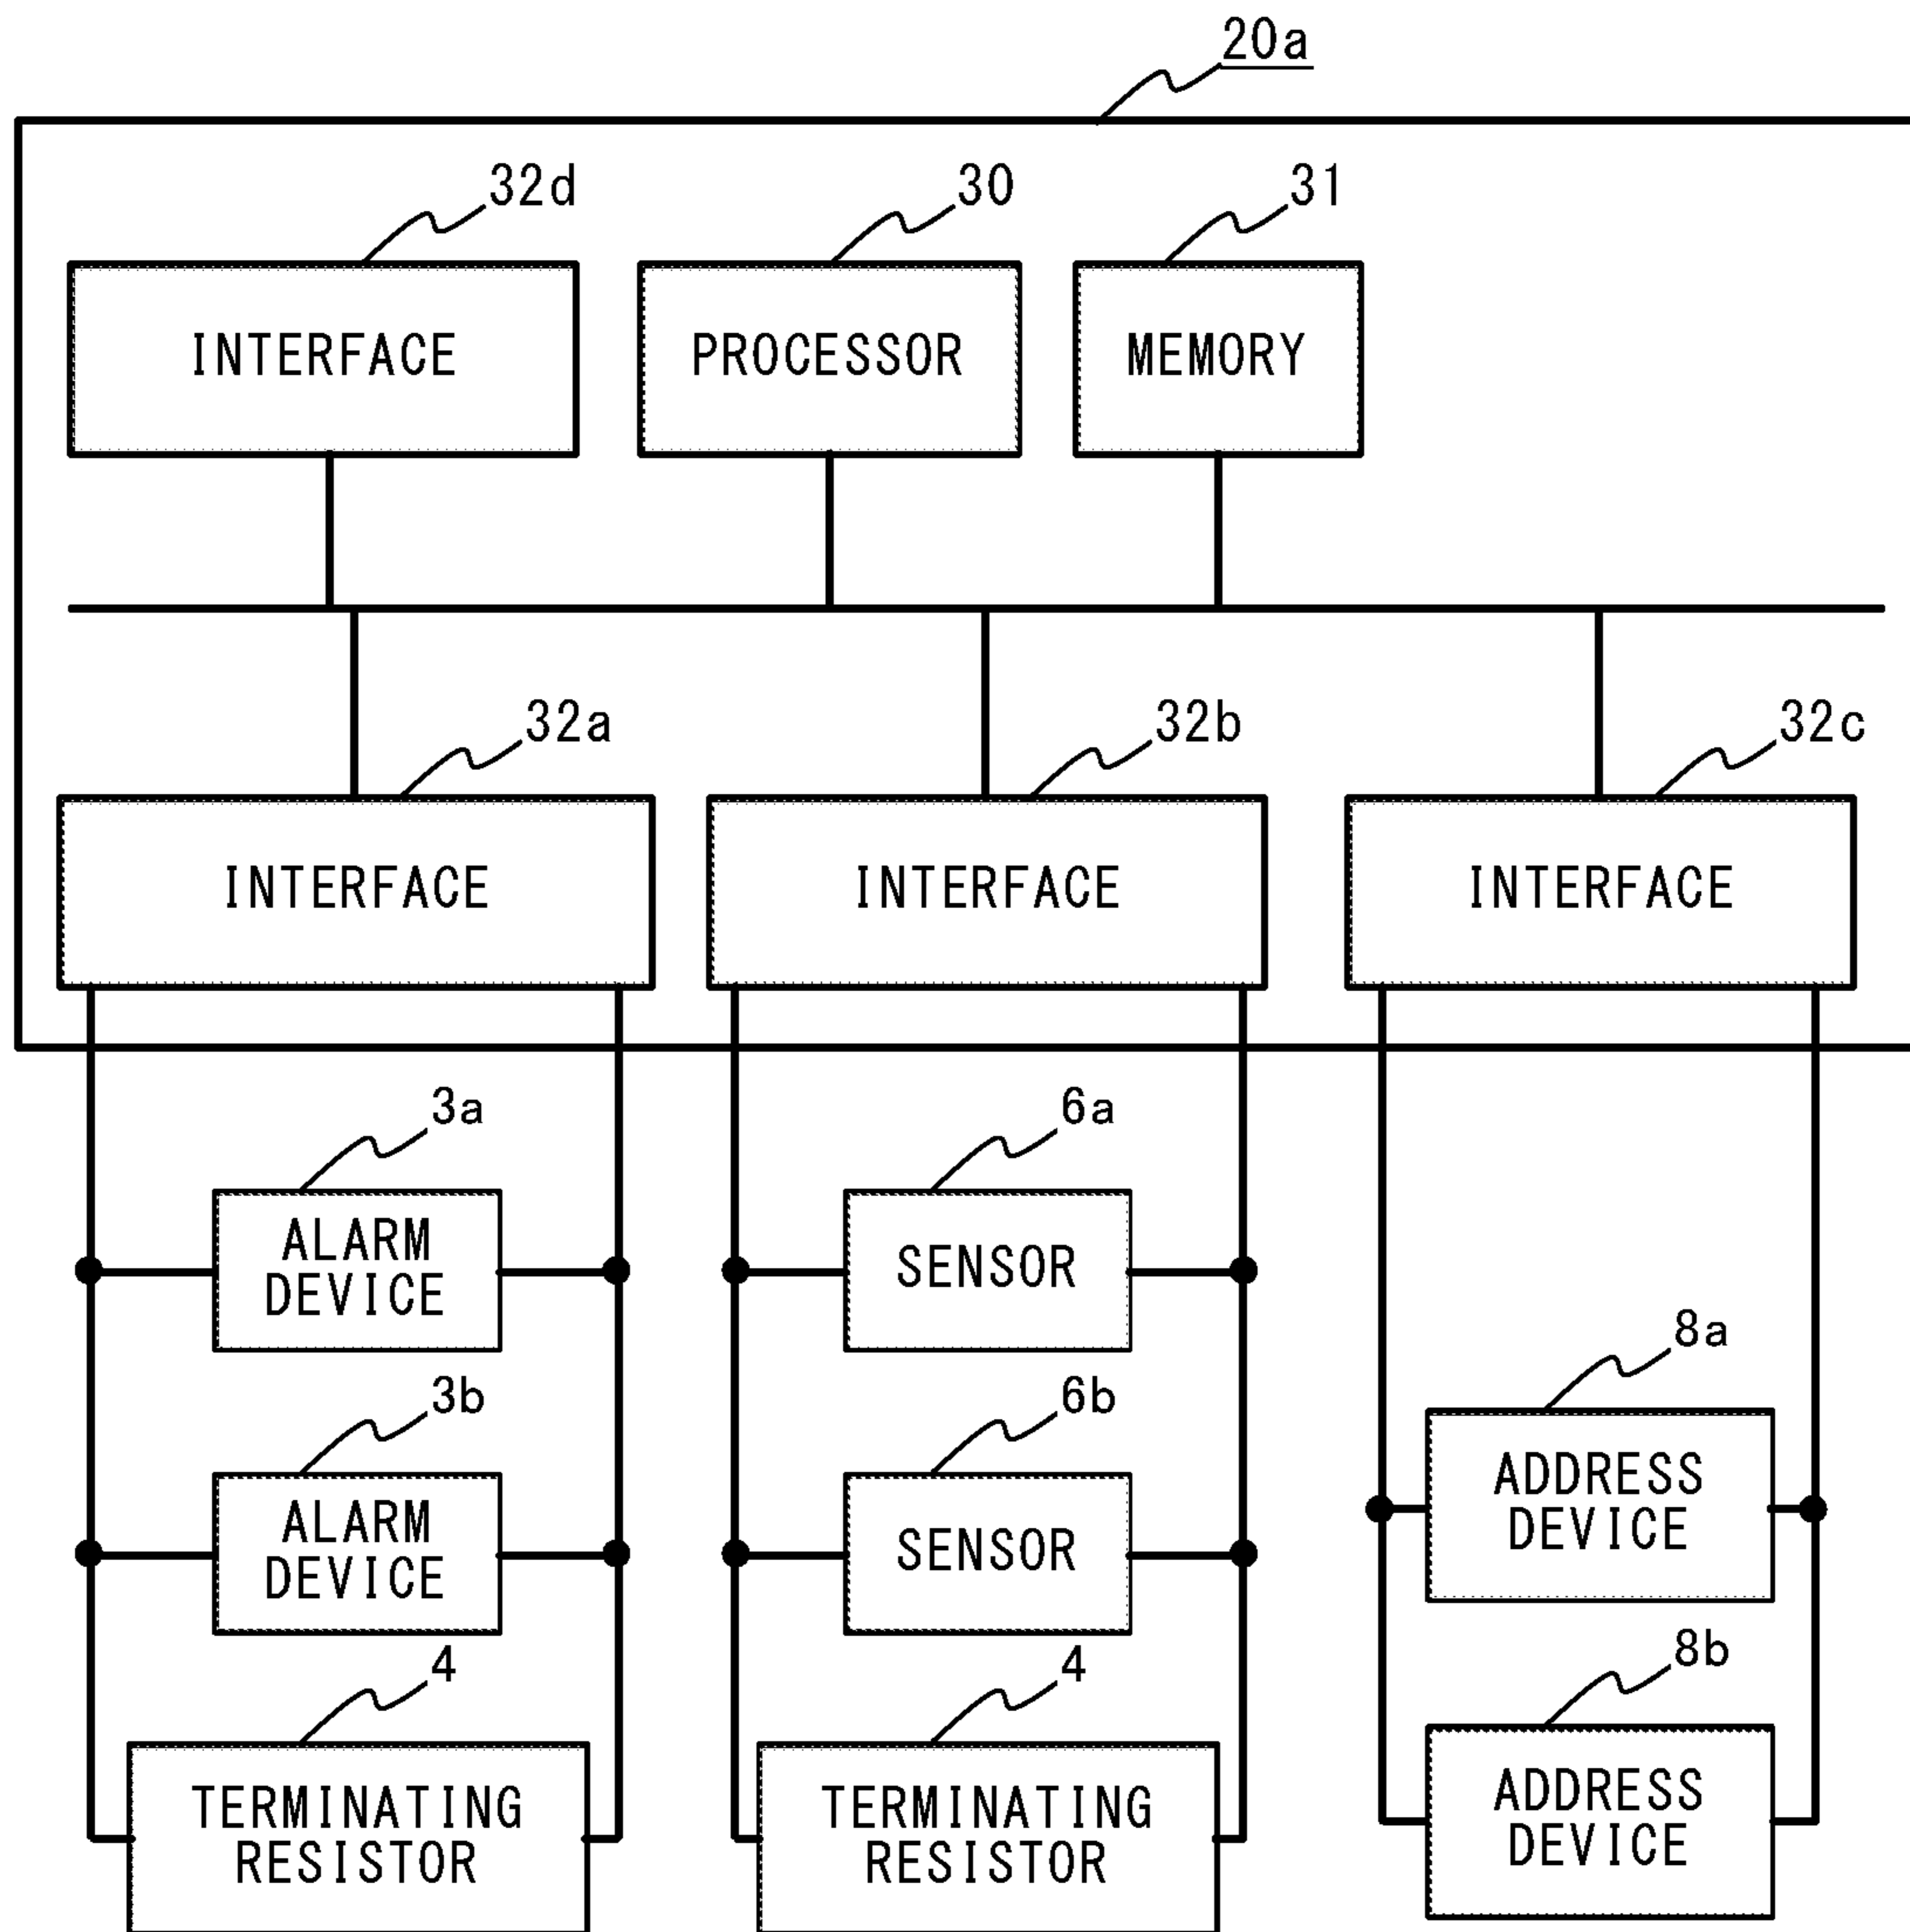 20a
32d
30
31
INTERFACE
PROCESSOR
MEMORY
32a
32b
32c
INTERFACE
INTERFACE
INTERFACE
3a
6a
ALARM
DEVICE
SENSOR
8a
3b
6b
ALARM
DEVICE
SENSOR
ADDRESS
DEVICE
4
4
8b
TERMINATING
RESISTOR
TERMINATING
RESISTOR
ADDRESS
DEVICE